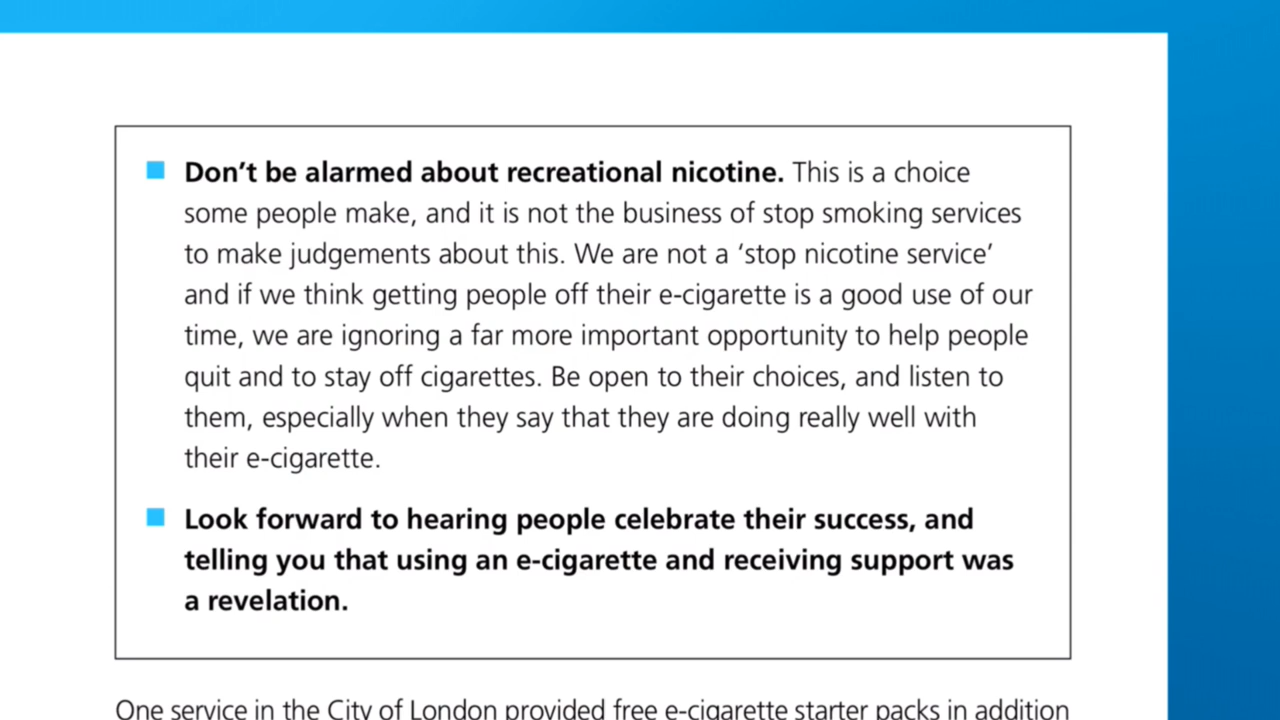 Don’t be alarmed about recreational nicotine. This is a choice
some people make, and it is not the business of stop smoking services
to make judgements about this. We are not a ‘stop nicotine service’
and if we think getting people off their e-cigarette is a good use of our
time, we are ignoring a far more important opportunity to help people
quit and to stay off cigarettes. Be open to their choices, and listen to
them, especially when they say that they are doing really well with
their e-cigarette.
Look forward to hearing people celebrate their success, and
telling you that using an e-cigarette and receiving support was
a revelation.
One service in the City of London provided free e-cigarette starter packs in addition